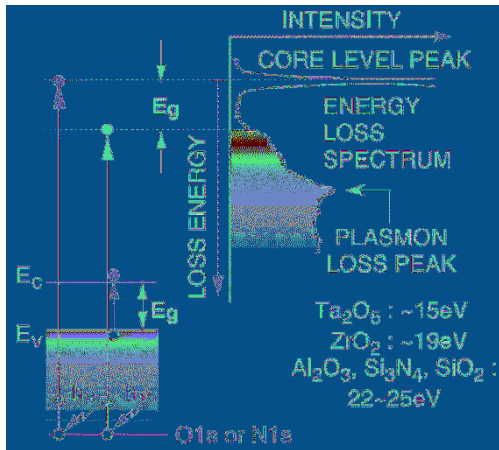 INTENSITY
CORE LEVEL PEAK
Eg
ENERGY
LOSS
SPECTRUM
LOSS ENERGY
PLASMON
LOSS PEAK
EC
Eg
EV
Ta2O5 : ~15eV
ZrO2 : ~19eV
Al2O3, Si3N4, SiO2 :
22~25eV
O1s or N1s